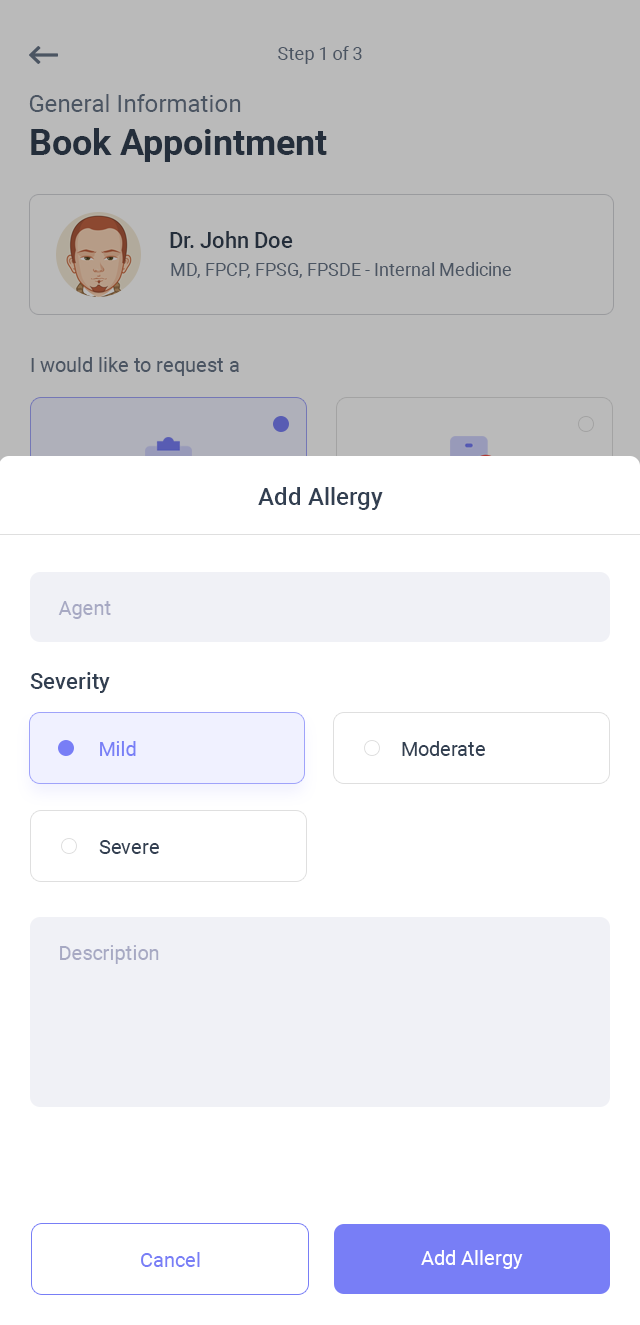 Step 1 of 3
General Information
Book Appointment
Dr. John Doe
MD, FPCP, FPSG, FPSDE - Internal Medicine
I would like to request a
Add Allergy
Agent
Severity
Mild
Moderate
Severe
Description
Cancel
Add Allergy